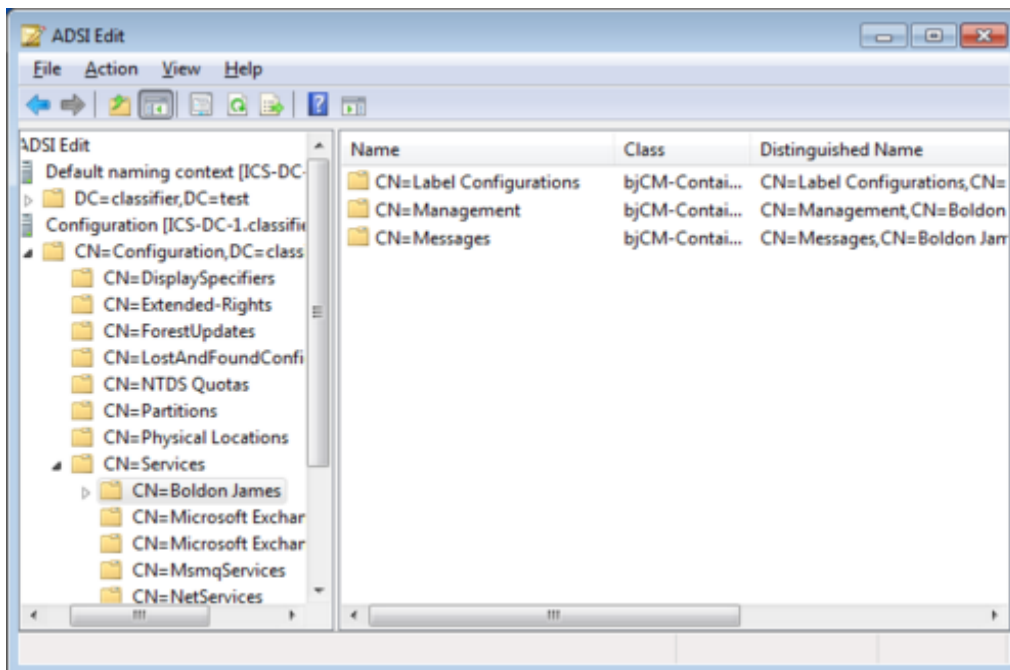 ADSI Edit
File Action View Help
ADSI Edit
Default naming context [ICS-DC-
DC=classifier,DC=test
Configuration [ICS-DC-1.classifie
CN=Configuration,DC=class
CN=DisplaySpecifiers
CN=Extended-Rights
CN=ForestUpdates
CN=LostAndFoundConfi
CN=NTDS Quotas
CN=Partitions
CN=Physical Locations
CN=Services
CN=Boldon James
CN=Microsoft Exchar
CN=Microsoft Exchar
CN=MsmqServices
CN=NetServices
Name Class Distinguished Name
CN=Label Configurations bjCM-Contai... CN=Label Configurations,CN=
CN=Management bjCM-Contai... CN=Management,CN=Boldon
CN=Messages bjCM-Contai... CN=Messages,CN=Boldon Jam